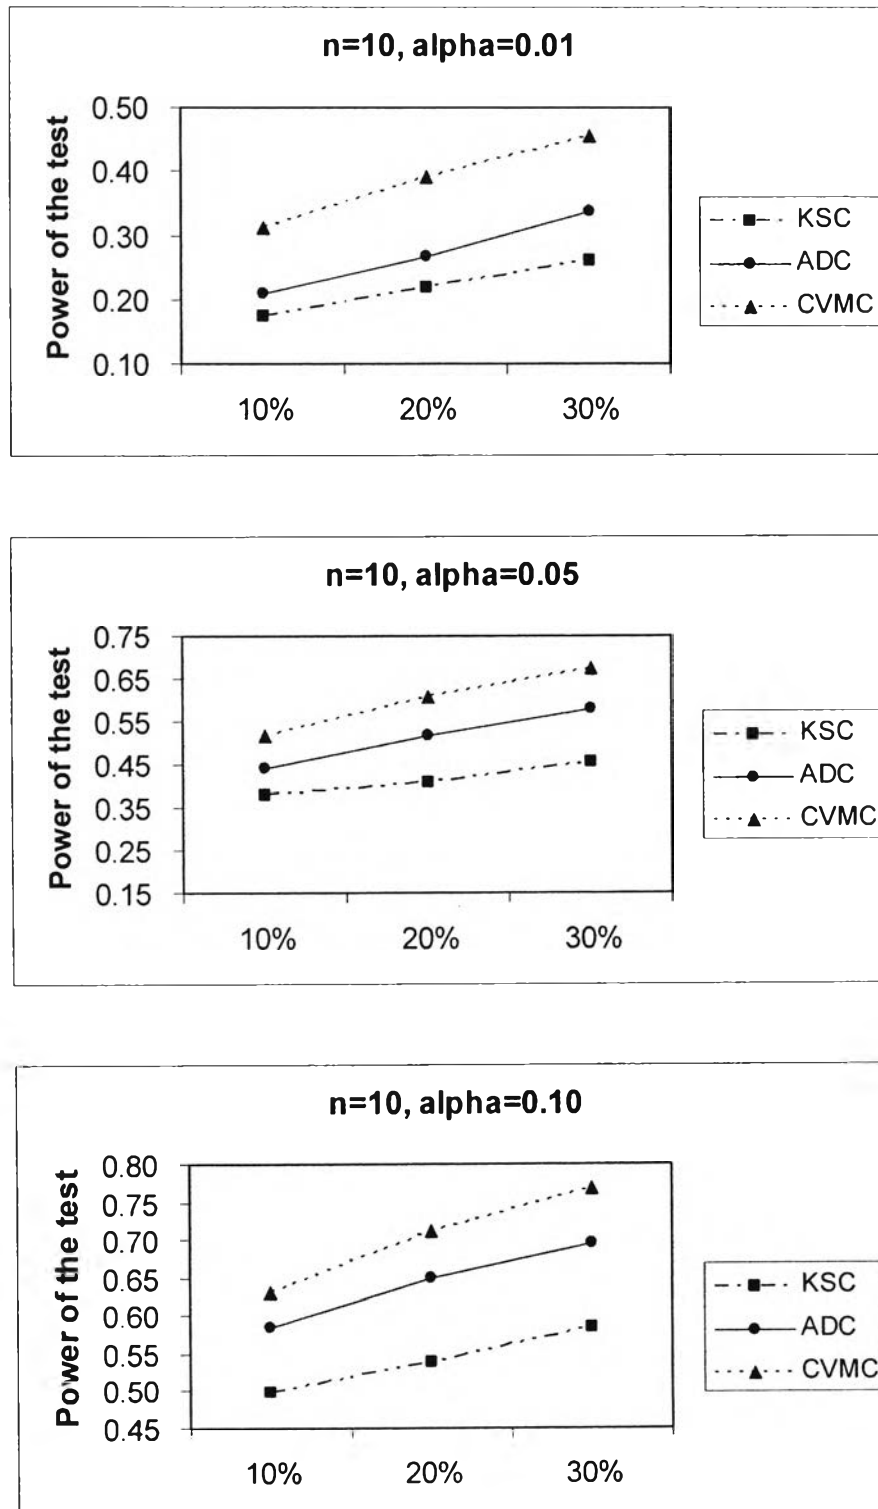 n=10, alpha=0.01
Power of the test
0.50
0.40
0.30
0.20
0.10
10% 20% 30%
KSC
ADC
CVMC
n=10, alpha=0.05
Power of the test
0.75
0.65
0.55
0.45
0.35
0.25
0.15
10% 20% 30%
KSC
ADC
CVMC
n=10, alpha=0.10
Power of the test
0.80
0.75
0.70
0.65
0.60
0.55
0.50
0.45
10% 20% 30%
KSC
ADC
CVMC